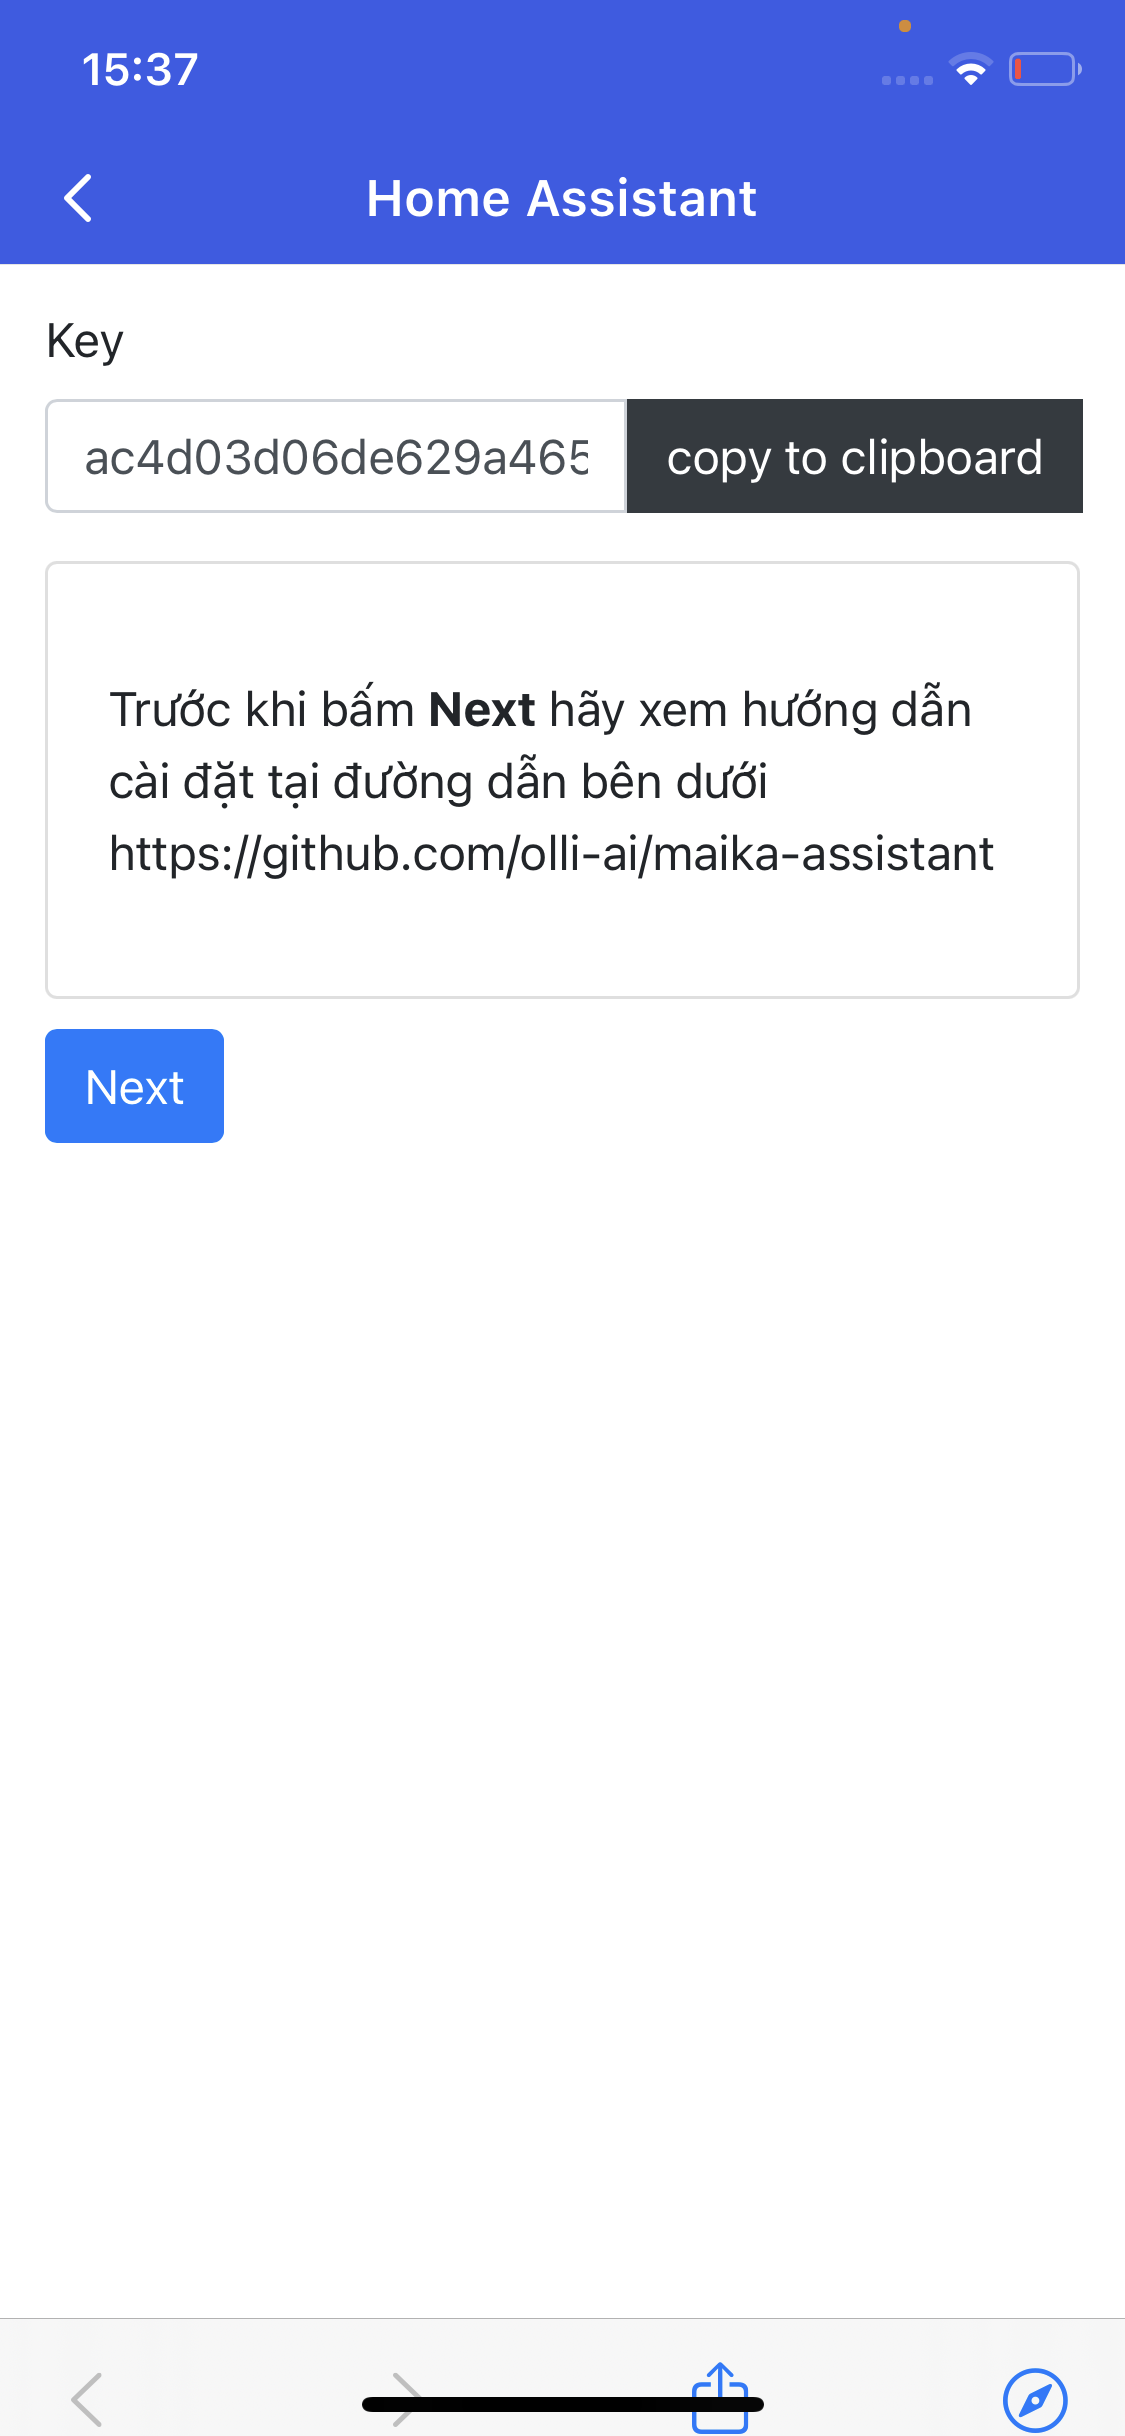 15:37
Home Assistant
Key
ac4d03d06de629a465
copy to clipboard
Trước khi bấm Next hãy xem hướng dẫn
cài đặt tại đường dẫn bên dưới
https://github.com/olli-ai/maika-assistant
Next